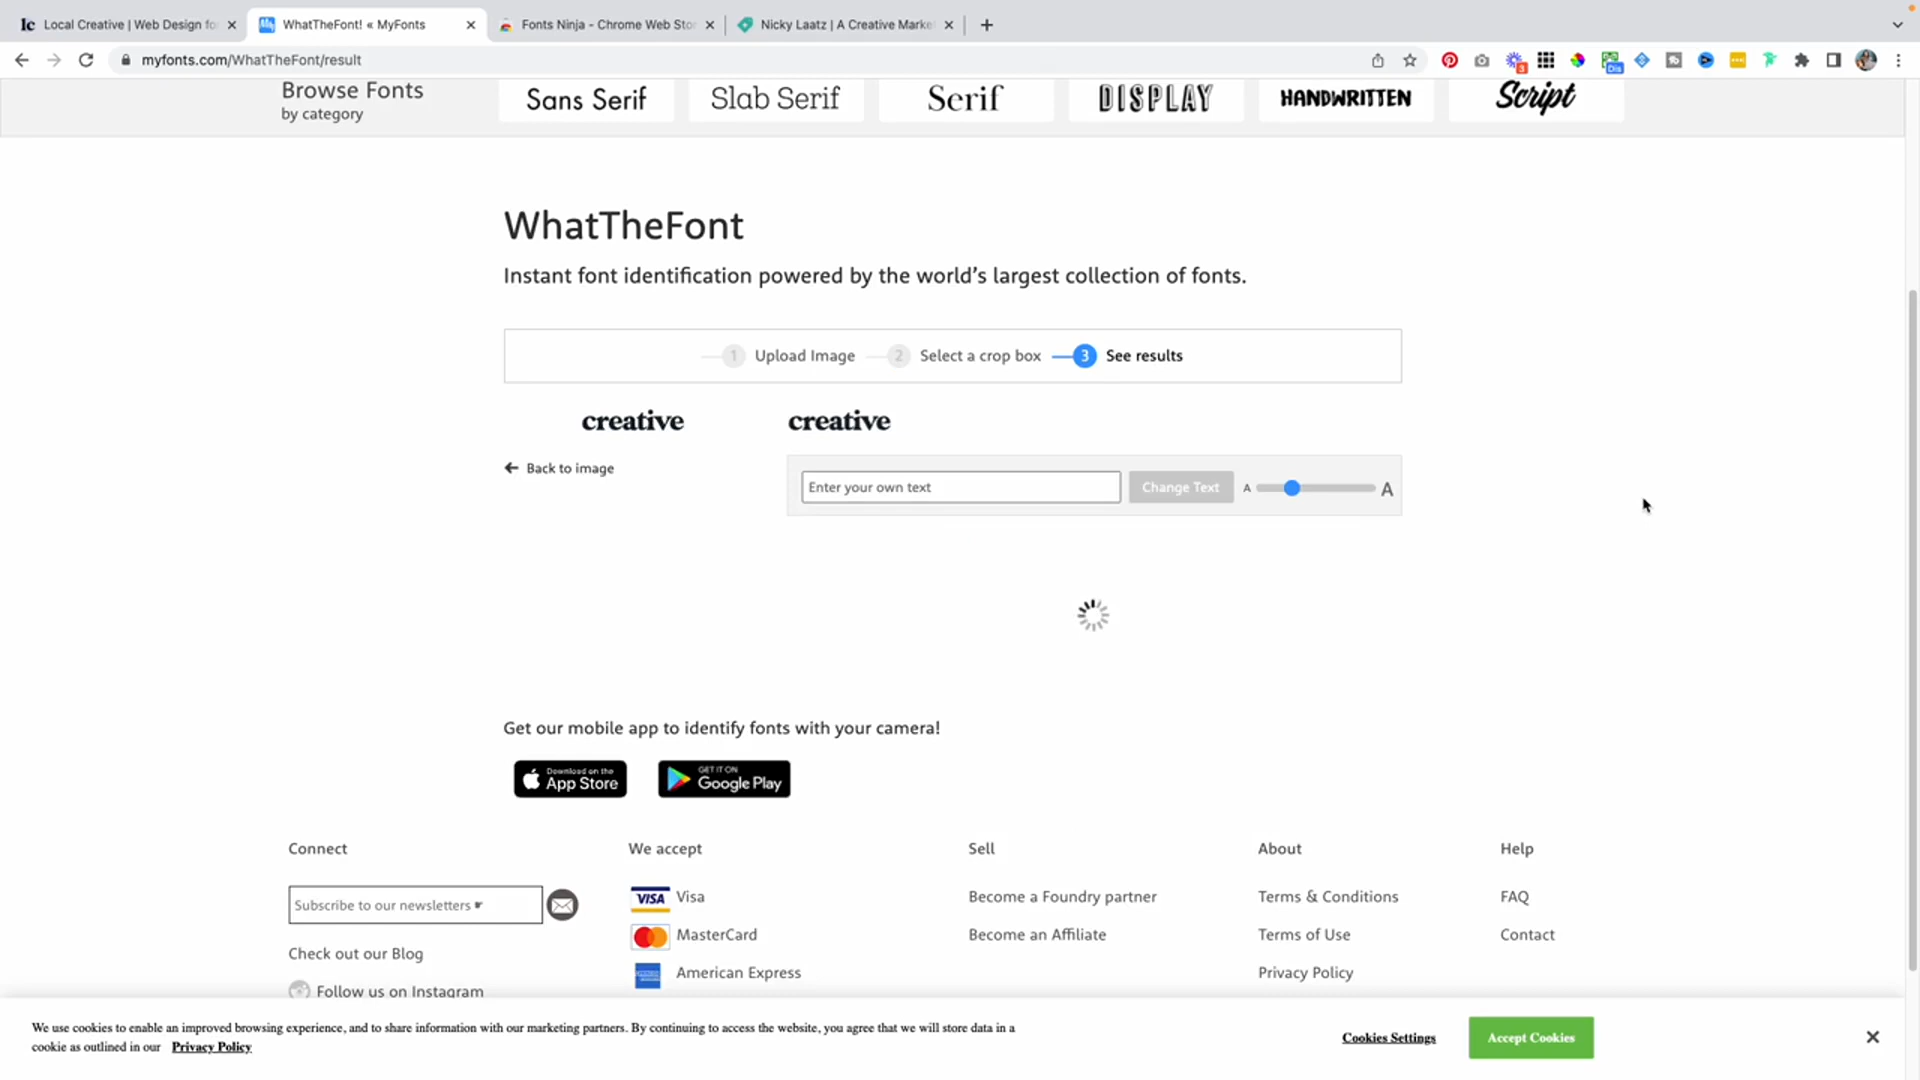 lc Local Creative | Web Design fo
WhatTheFont! « MyFonts
Fonts Ninja - Chrome Web Stor
Nicky Laatz | A Creative Marke
myfonts.com/WhatTheFont/result
Browse Fonts
by category
Sans Serif
Slab Serif
Serif
DISPLAY
HANDWRITTEN
Script
WhatTheFont
Instant font identification powered by the world's largest collection of fonts.
1 Upload Image
2 Select a crop box
3 See results
creative
creative
Back to image
Enter your own text
Change Text
A
A
Get our mobile app to identify fonts with your camera!
Download on the
App Store
GET IT ON
Google Play
Connect
Subscribe to our newsletters
Check out our Blog
Follow us on Instagram
We accept
VISA Visa
MasterCard
American Express
Sell
Become a Foundry partner
Become an Affiliate
About
Terms & Conditions
Terms of Use
Privacy Policy
Help
FAQ
Contact
We use cookies to enable an improved browsing experience, and to share information with our marketing partners. By continuing to access the website, you agree that we will store data in a
cookie as outlined in our Privacy Policy
Cookies Settings
Accept Cookies